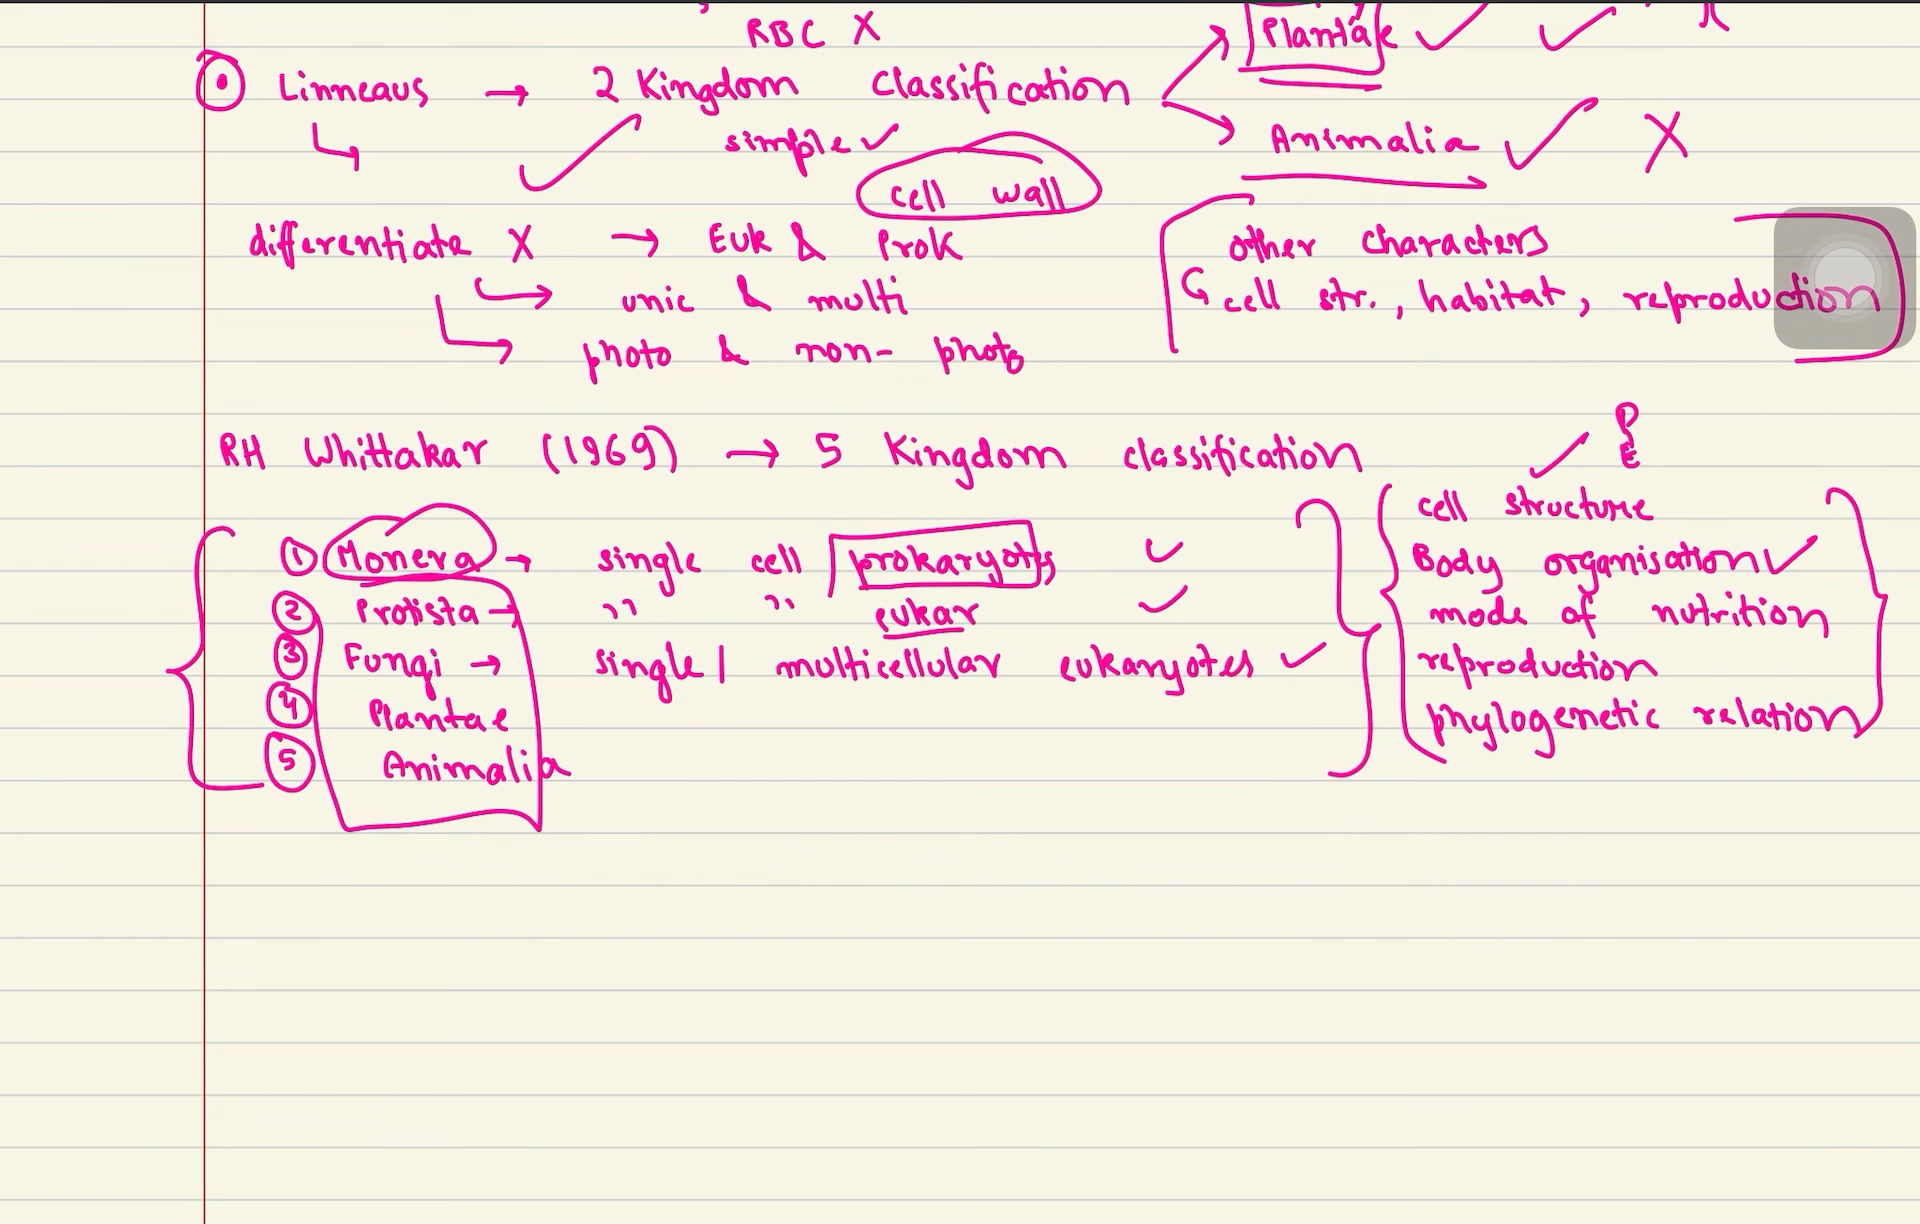 RBC X
Plantae
Linneaus → 2 Kingdom Classification
simple ✓
Animalia ✓ X
cell wall
differentiate X → Euk & Prok
other characters
unic & multi
cell str., habitat, reproduction
photo & non-photo
RH Whittakar (1969) → 5 Kingdom classification
P
E
cell structure
① Monera → single cell prokaryotes ✓
Body organisation ✓
② Protista → " " eukar ✓
mode of nutrition
③ Fungi → single/ multicellular eukaryotes ✓
reproduction
④ Plantae
phylogenetic relation
⑤ Animalia